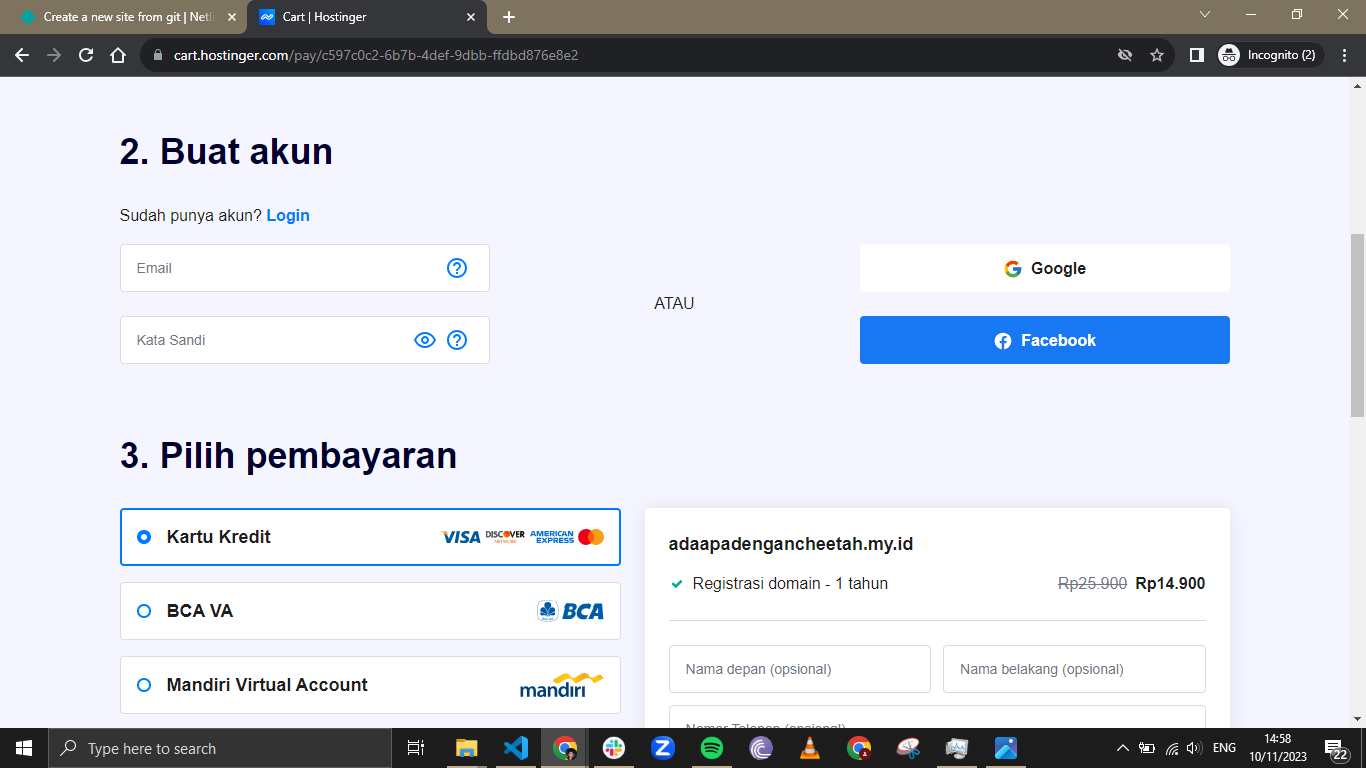 Create a new site from git | Netli
Cart | Hostinger
cart.hostinger.com/pay/c597c0c2-6b7b-4def-9dbb-ffdbd876e8e2
Incognito (2)
2. Buat akun
Sudah punya akun? Login
Email
Google
ATAU
Kata Sandi
Facebook
3. Pilih pembayaran
Kartu Kredit VISA DISCOVER NETWORK AMERICAN EXPRESS
BCA VA BCA
Mandiri Virtual Account mandiri
adaapadengancheetah.my.id
Registrasi domain - 1 tahun Rp25.900 Rp14.900
Nama depan (opsional) Nama belakang (opsional)
Nomor Telepon (opsional)
Type here to search
ENG
14:58
10/11/2023
22